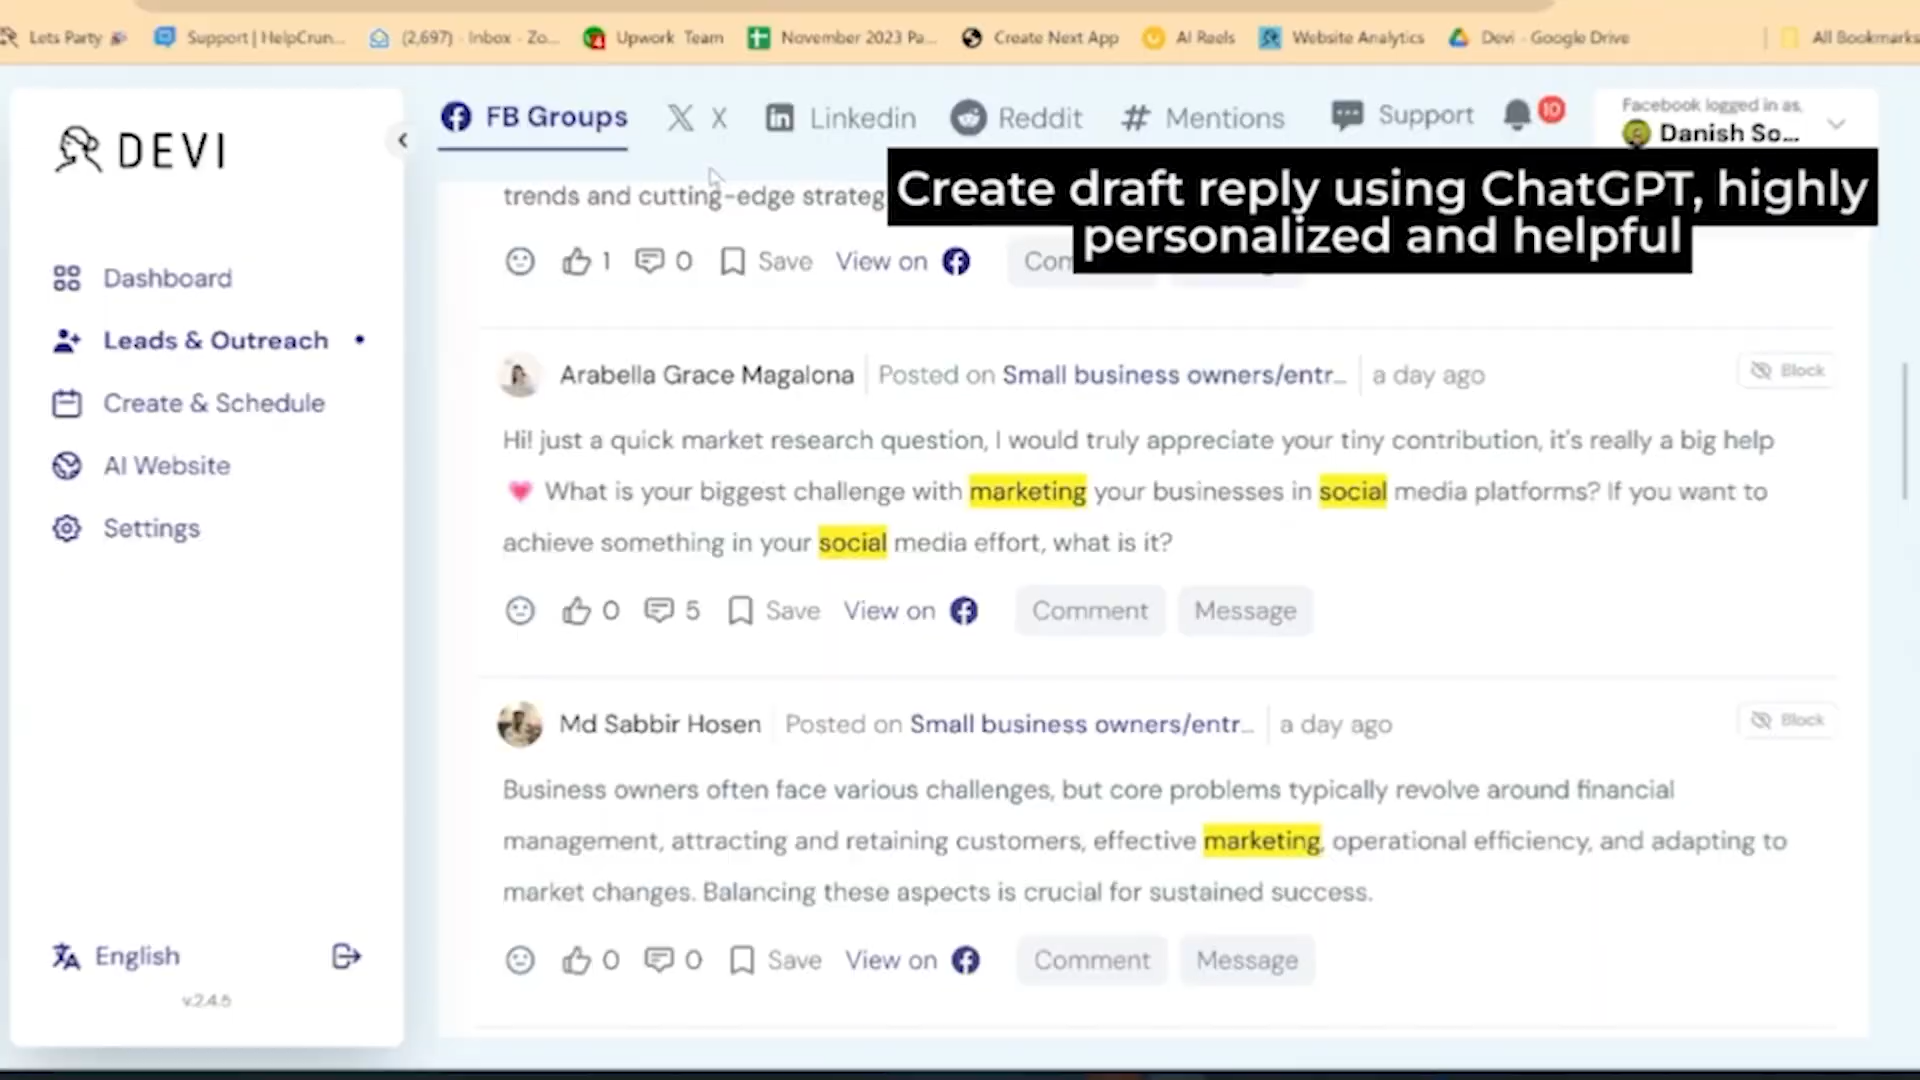 Lets Party
Support | HelpCrun...
(2,697) - Inbox - Zo...
Upwork Team
November 2023 Pa...
Create Next App
AI Reels
Website Analytics
Devi - Google Drive
All Bookmarks
DEVI
FB Groups
X
Linkedin
Reddit
# Mentions
Support
10
Facebook logged in as,
Danish So...
Create draft reply using ChatGPT, highly
personalized and helpful
trends and cutting-edge strateg
1
0
Save
View on
Com
Dashboard
Leads & Outreach
Create & Schedule
AI Website
Settings
English
v.2.4.5
Arabella Grace Magalona
Posted on Small business owners/entr...
a day ago
Block
Hi! just a quick market research question, I would truly appreciate your tiny contribution, it's really a big help
💗 What is your biggest challenge with marketing your businesses in social media platforms? If you want to
achieve something in your social media effort, what is it?
0
5
Save
View on
Comment
Message
Md Sabbir Hosen
Posted on Small business owners/entr...
a day ago
Block
Business owners often face various challenges, but core problems typically revolve around financial
management, attracting and retaining customers, effective marketing, operational efficiency, and adapting to
market changes. Balancing these aspects is crucial for sustained success.
0
0
Save
View on
Comment
Message